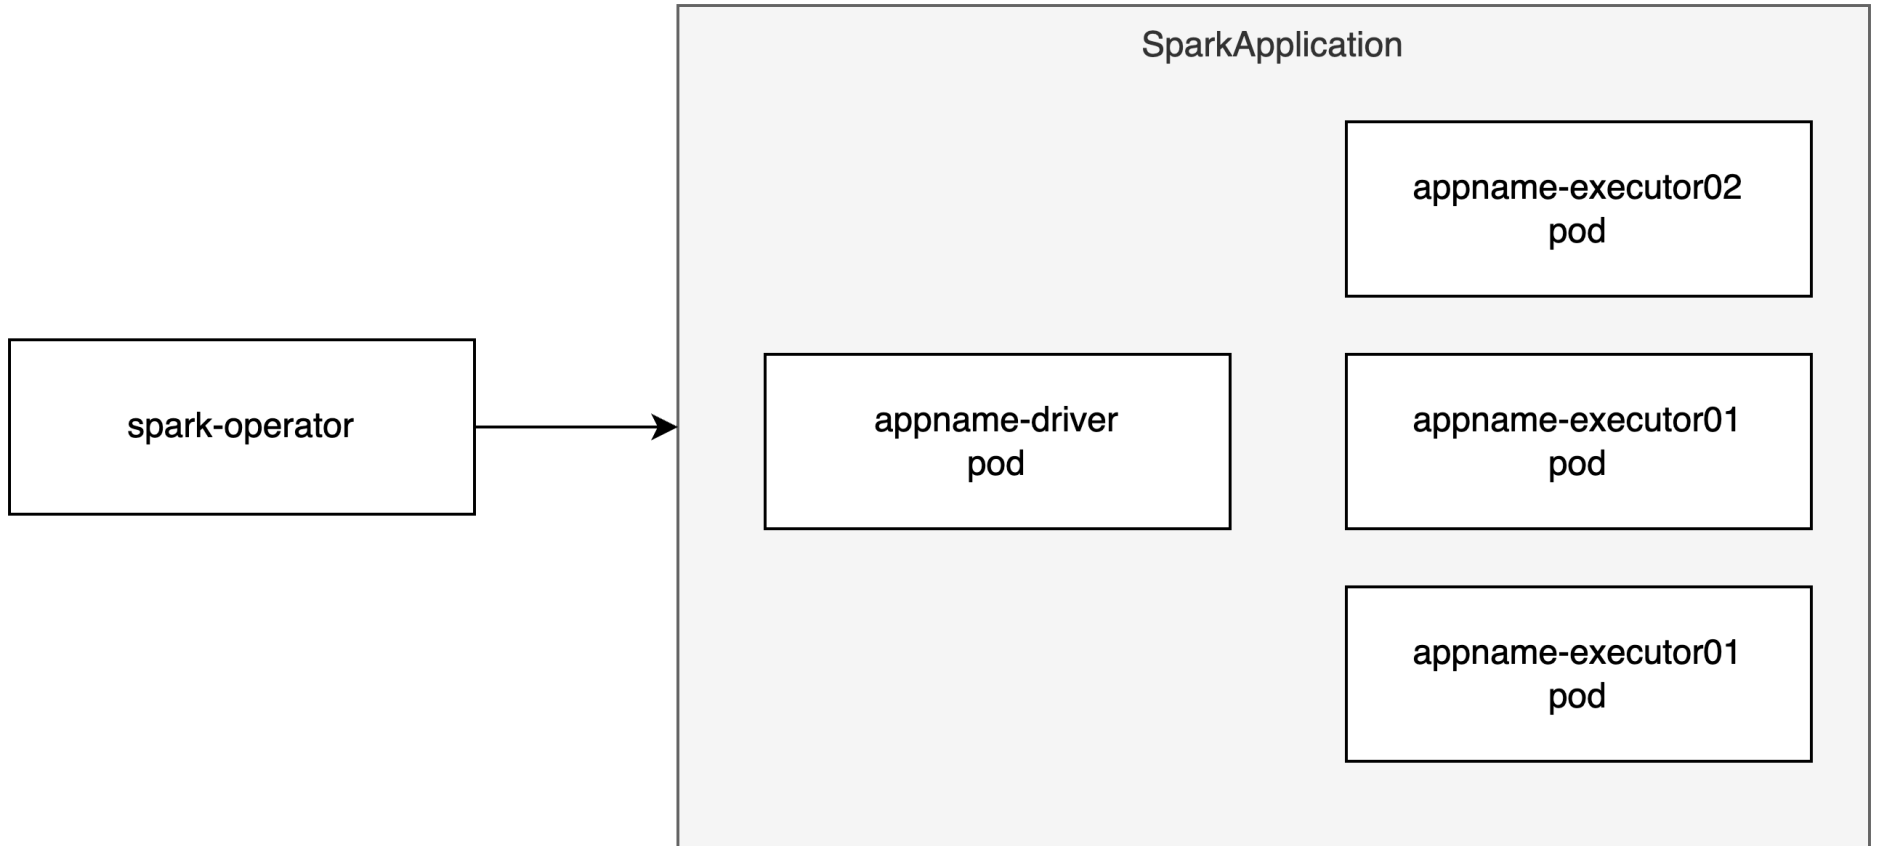 SparkApplication
appname-executor02
pod
spark-operator
appname-driver
pod
appname-executor01
pod
appname-executor01
pod